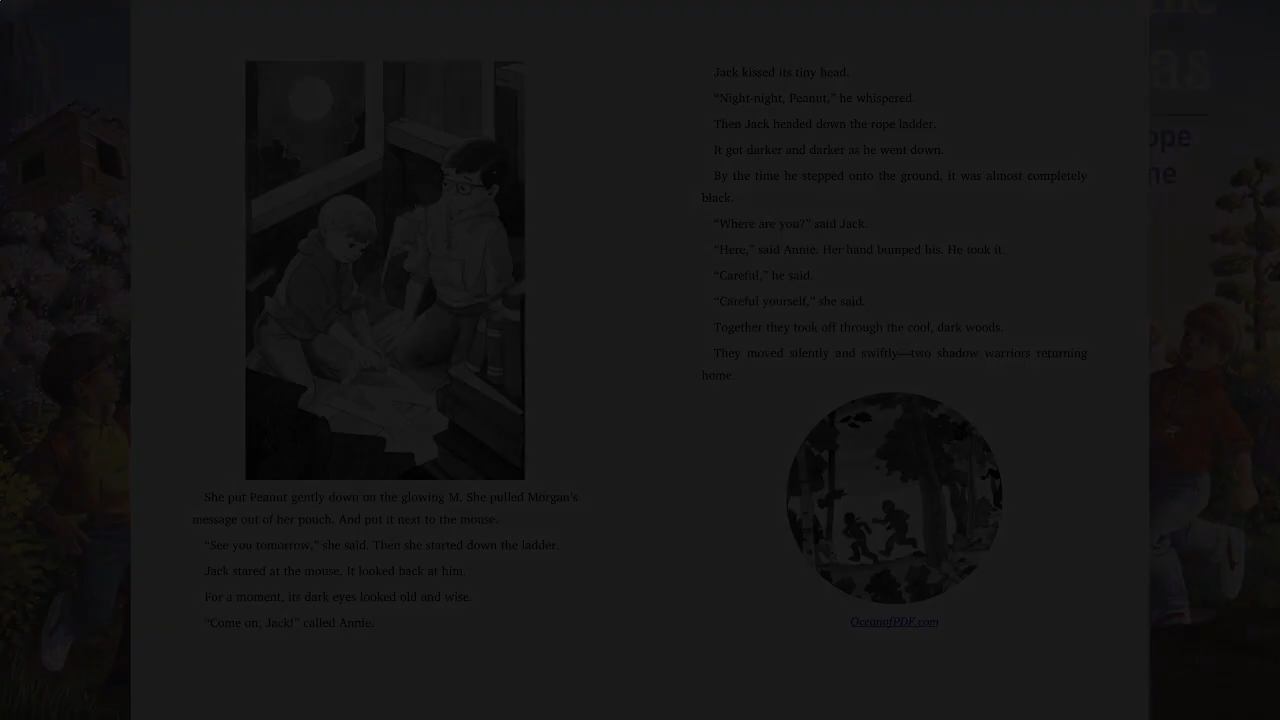 She put Peanut gently down on the glowing M. She pulled Morgan's
message out of her pouch. And put it next to the mouse.
“See you tomorrow,” she said. Then she started down the ladder.
Jack stared at the mouse. It looked back at him.
For a moment, its dark eyes looked old and wise.
“Come on, Jack!” called Annie.
Jack kissed its tiny head.
“Night-night, Peanut,” he whispered.
Then Jack headed down the rope ladder.
It got darker and darker as he went down.
By the time he stepped onto the ground, it was almost completely
black.
“Where are you?” said Jack.
“Here,” said Annie. Her hand bumped his. He took it.
“Careful,” he said.
“Careful yourself,” she said.
Together they took off through the cool, dark woods.
They moved silently and swiftly—two shadow warriors returning
home.
OceanofPDF.com
as
ope
ne